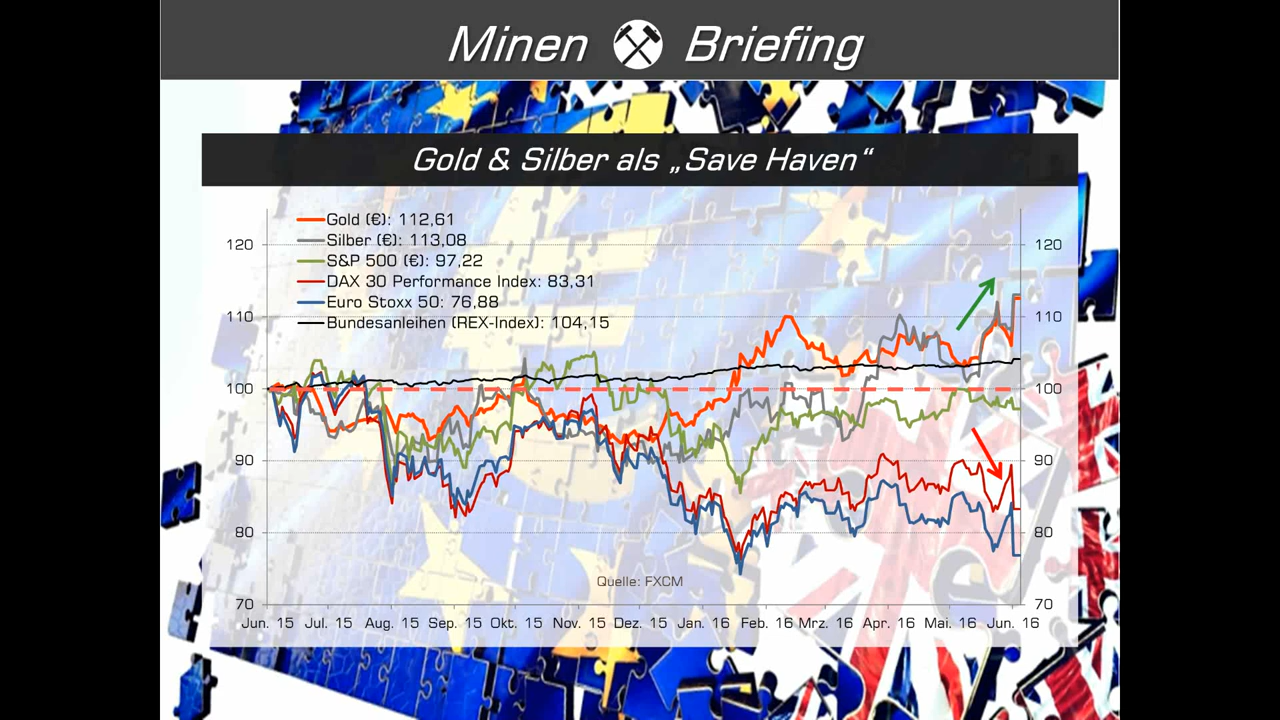 Minen Briefing
Gold & Silber als „Save Haven“
Gold (€): 112,61
Silber (€): 113,08
S&P 500 (€): 97,22
DAX 30 Performance Index: 83,31
Euro Stoxx 50: 76,88
Bundesanleihen (REX-Index): 104,15
120 120
110 110
100 100
90 90
80 80
70 70
Quelle: FXCM
Jun. 15 Jul. 15 Aug. 15 Sep. 15 Okt. 15 Nov. 15 Dez. 15 Jan. 16 Feb. 16 Mrz. 16 Apr. 16 Mai. 16 Jun. 16